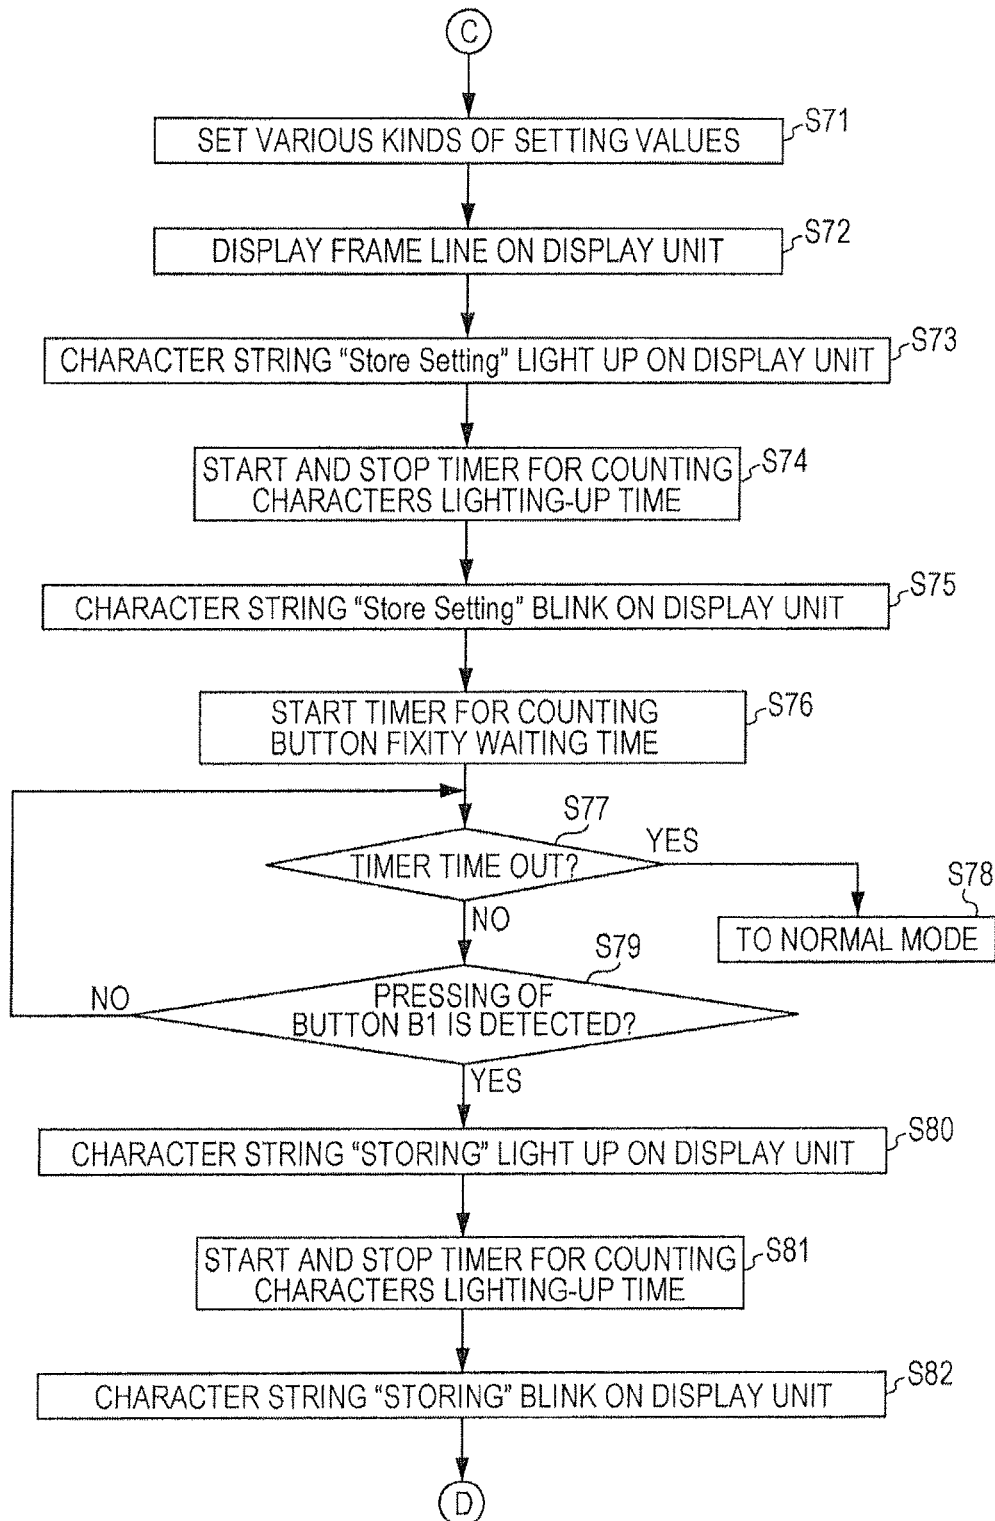 C
S71
SET VARIOUS KINDS OF SETTING VALUES
S72
DISPLAY FRAME LINE ON DISPLAY UNIT
S73
CHARACTER STRING “Store Setting” LIGHT UP ON DISPLAY UNIT
S74
START AND STOP TIMER FOR COUNTING
CHARACTERS LIGHTING-UP TIME
S75
CHARACTER STRING “Store Setting” BLINK ON DISPLAY UNIT
S76
START TIMER FOR COUNTING
BUTTON FIXITY WAITING TIME
S77
TIMER TIME OUT?
YES
S78
TO NORMAL MODE
NO
S79
PRESSING OF
BUTTON B1 IS DETECTED?
NO
YES
S80
CHARACTER STRING “STORING” LIGHT UP ON DISPLAY UNIT
S81
START AND STOP TIMER FOR COUNTING
CHARACTERS LIGHTING-UP TIME
S82
CHARACTER STRING “STORING” BLINK ON DISPLAY UNIT
D